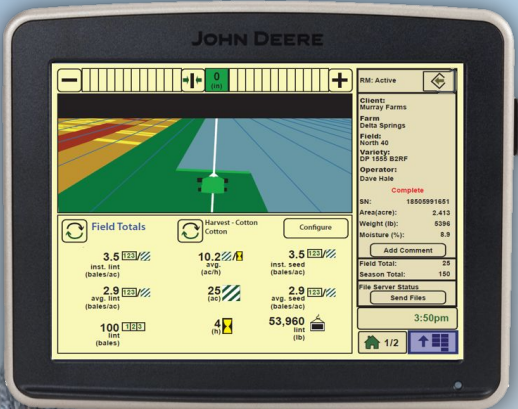 JOHN DEERE
0
(in)
RM: Active
Client:
Murray Farms
Farm
Delta Springs
Field:
North 40
Variety:
DP 1555 B2RF
Operator:
Dave Hale
Complete
SN: 18505991651
Area(acre): 2.413
Weight (lb): 5396
Moisture (%): 8.9
Add Comment
Field Total: 25
Season Total: 150
File Server Status
Send Files
3:50pm
1/2
Field Totals
Harvest - Cotton
Cotton
Configure
3.5 123/
inst. lint
(bales/ac)
10.2 /
avg.
(ac/h)
3.5 123/
inst. seed
(bales/ac)
2.9 123/
avg. lint
(bales/ac)
25
(ac)
2.9 123/
avg. seed
(bales/ac)
100 123
lint
(bales)
4
(h)
53,960
lint
(lb)